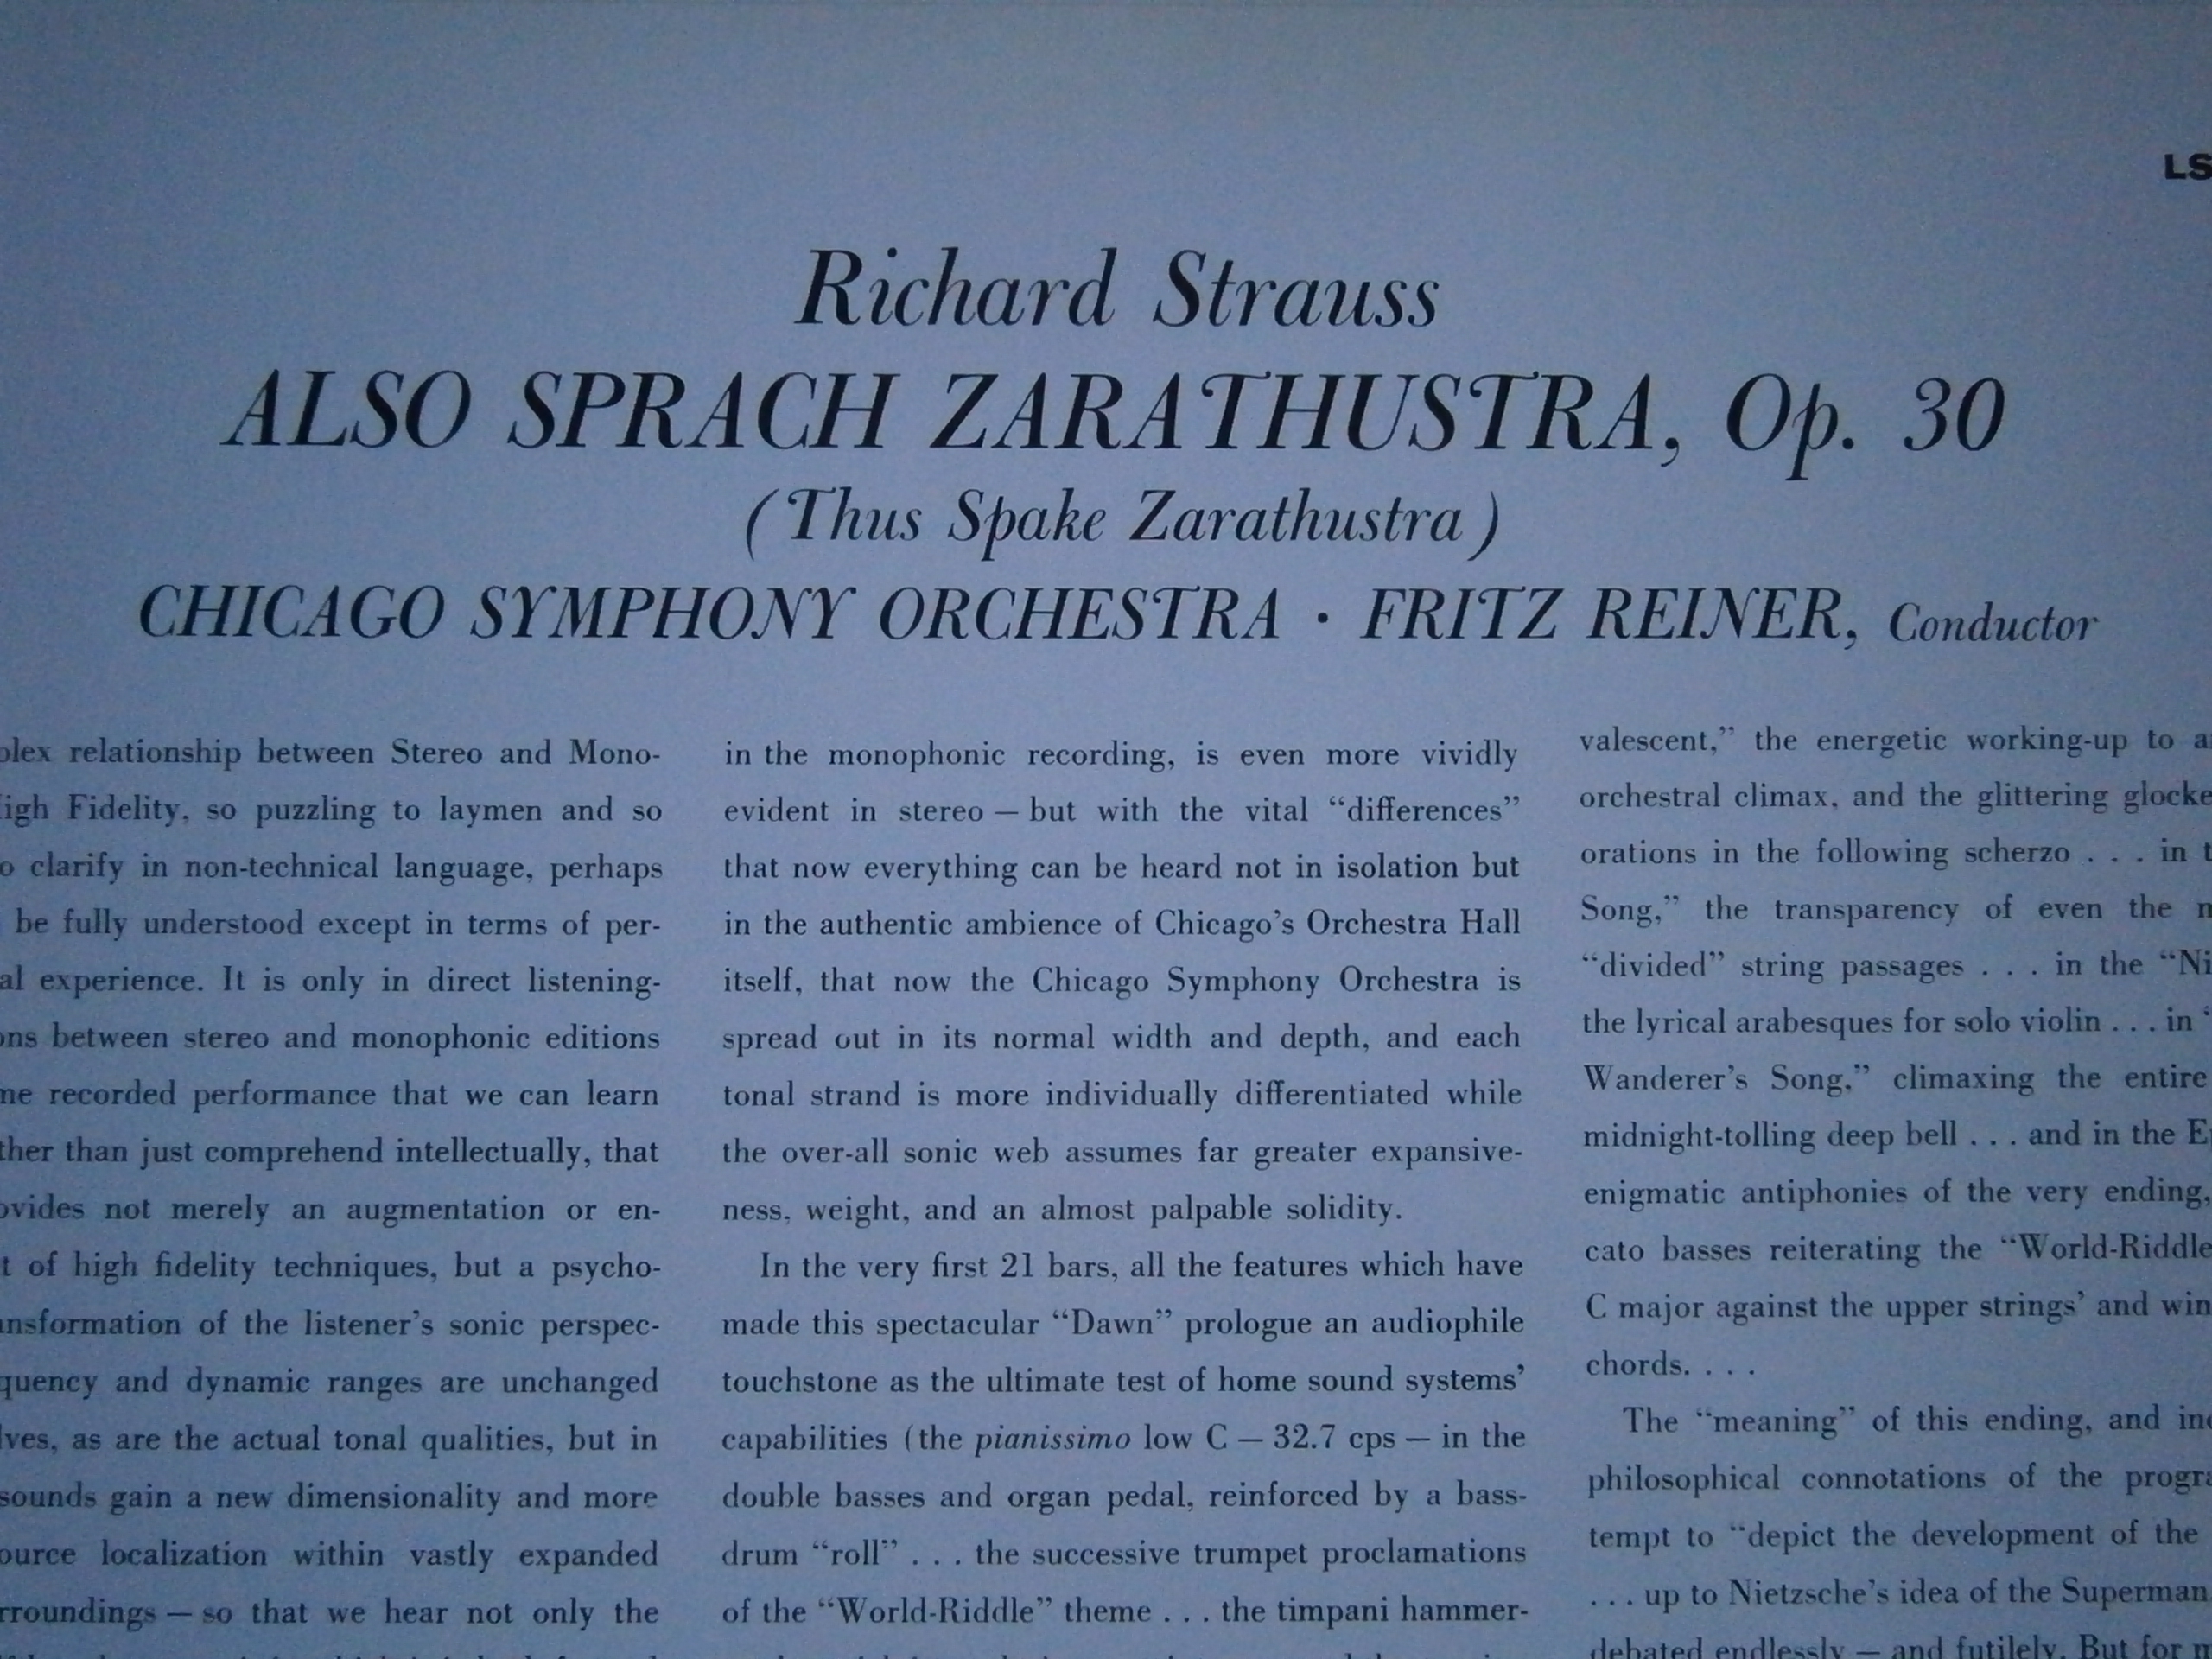 LS
Richard Strauss
ALSO SPRACH ZARATHUSTRA, Op. 30
(Thus Spake Zarathustra)
CHICAGO SYMPHONY ORCHESTRA · FRITZ REINER, Conductor
relationship between Stereo and Mono-
Fidelity, so puzzling to laymen and so
clarify in non-technical language, perhaps
be fully understood except in terms of per-
al experience. It is only in direct listening-
between stereo and monophonic editions
recorded performance that we can learn
than just comprehend intellectually, that
not merely an augmentation or en-
of high fidelity techniques, but a psycho-
of the listener's sonic perspec-
and dynamic ranges are unchanged
as are the actual tonal qualities, but in
sounds gain a new dimensionality and more
localization within vastly expanded
— so that we hear not only the
in the monophonic recording, is even more vividly
evident in stereo — but with the vital “differences”
that now everything can be heard not in isolation but
in the authentic ambience of Chicago's Orchestra Hall
itself, that now the Chicago Symphony Orchestra is
spread out in its normal width and depth, and each
tonal strand is more individually differentiated while
the over-all sonic web assumes far greater expansive-
ness, weight, and an almost palpable solidity.
In the very first 21 bars, all the features which have
made this spectacular “Dawn” prologue an audiophile
touchstone as the ultimate test of home sound systems'
capabilities (the pianissimo low C — 32.7 cps — in the
double basses and organ pedal, reinforced by a bass-
drum “roll” . . . the successive trumpet proclamations
of the “World-Riddle” theme . . . the timpani hammer-
valescent,” the energetic working-up to
orchestral climax, and the glittering
orations in the following scherzo . . . in
Song,” the transparency of even the
“divided” string passages . . . in the
the lyrical arabesques for solo violin . . . in
Wanderer's Song,” climaxing the entire
midnight-tolling deep bell . . . and in the
enigmatic antiphonies of the very ending,
cato basses reiterating the “World-Riddle
C major against the upper strings' and
chords. . . .
The “meaning” of this ending, and
philosophical connotations of the
tempt to “depict the development of the
. . . up to Nietzsche's idea of the Superman
debated endlessly — and futilely. But for